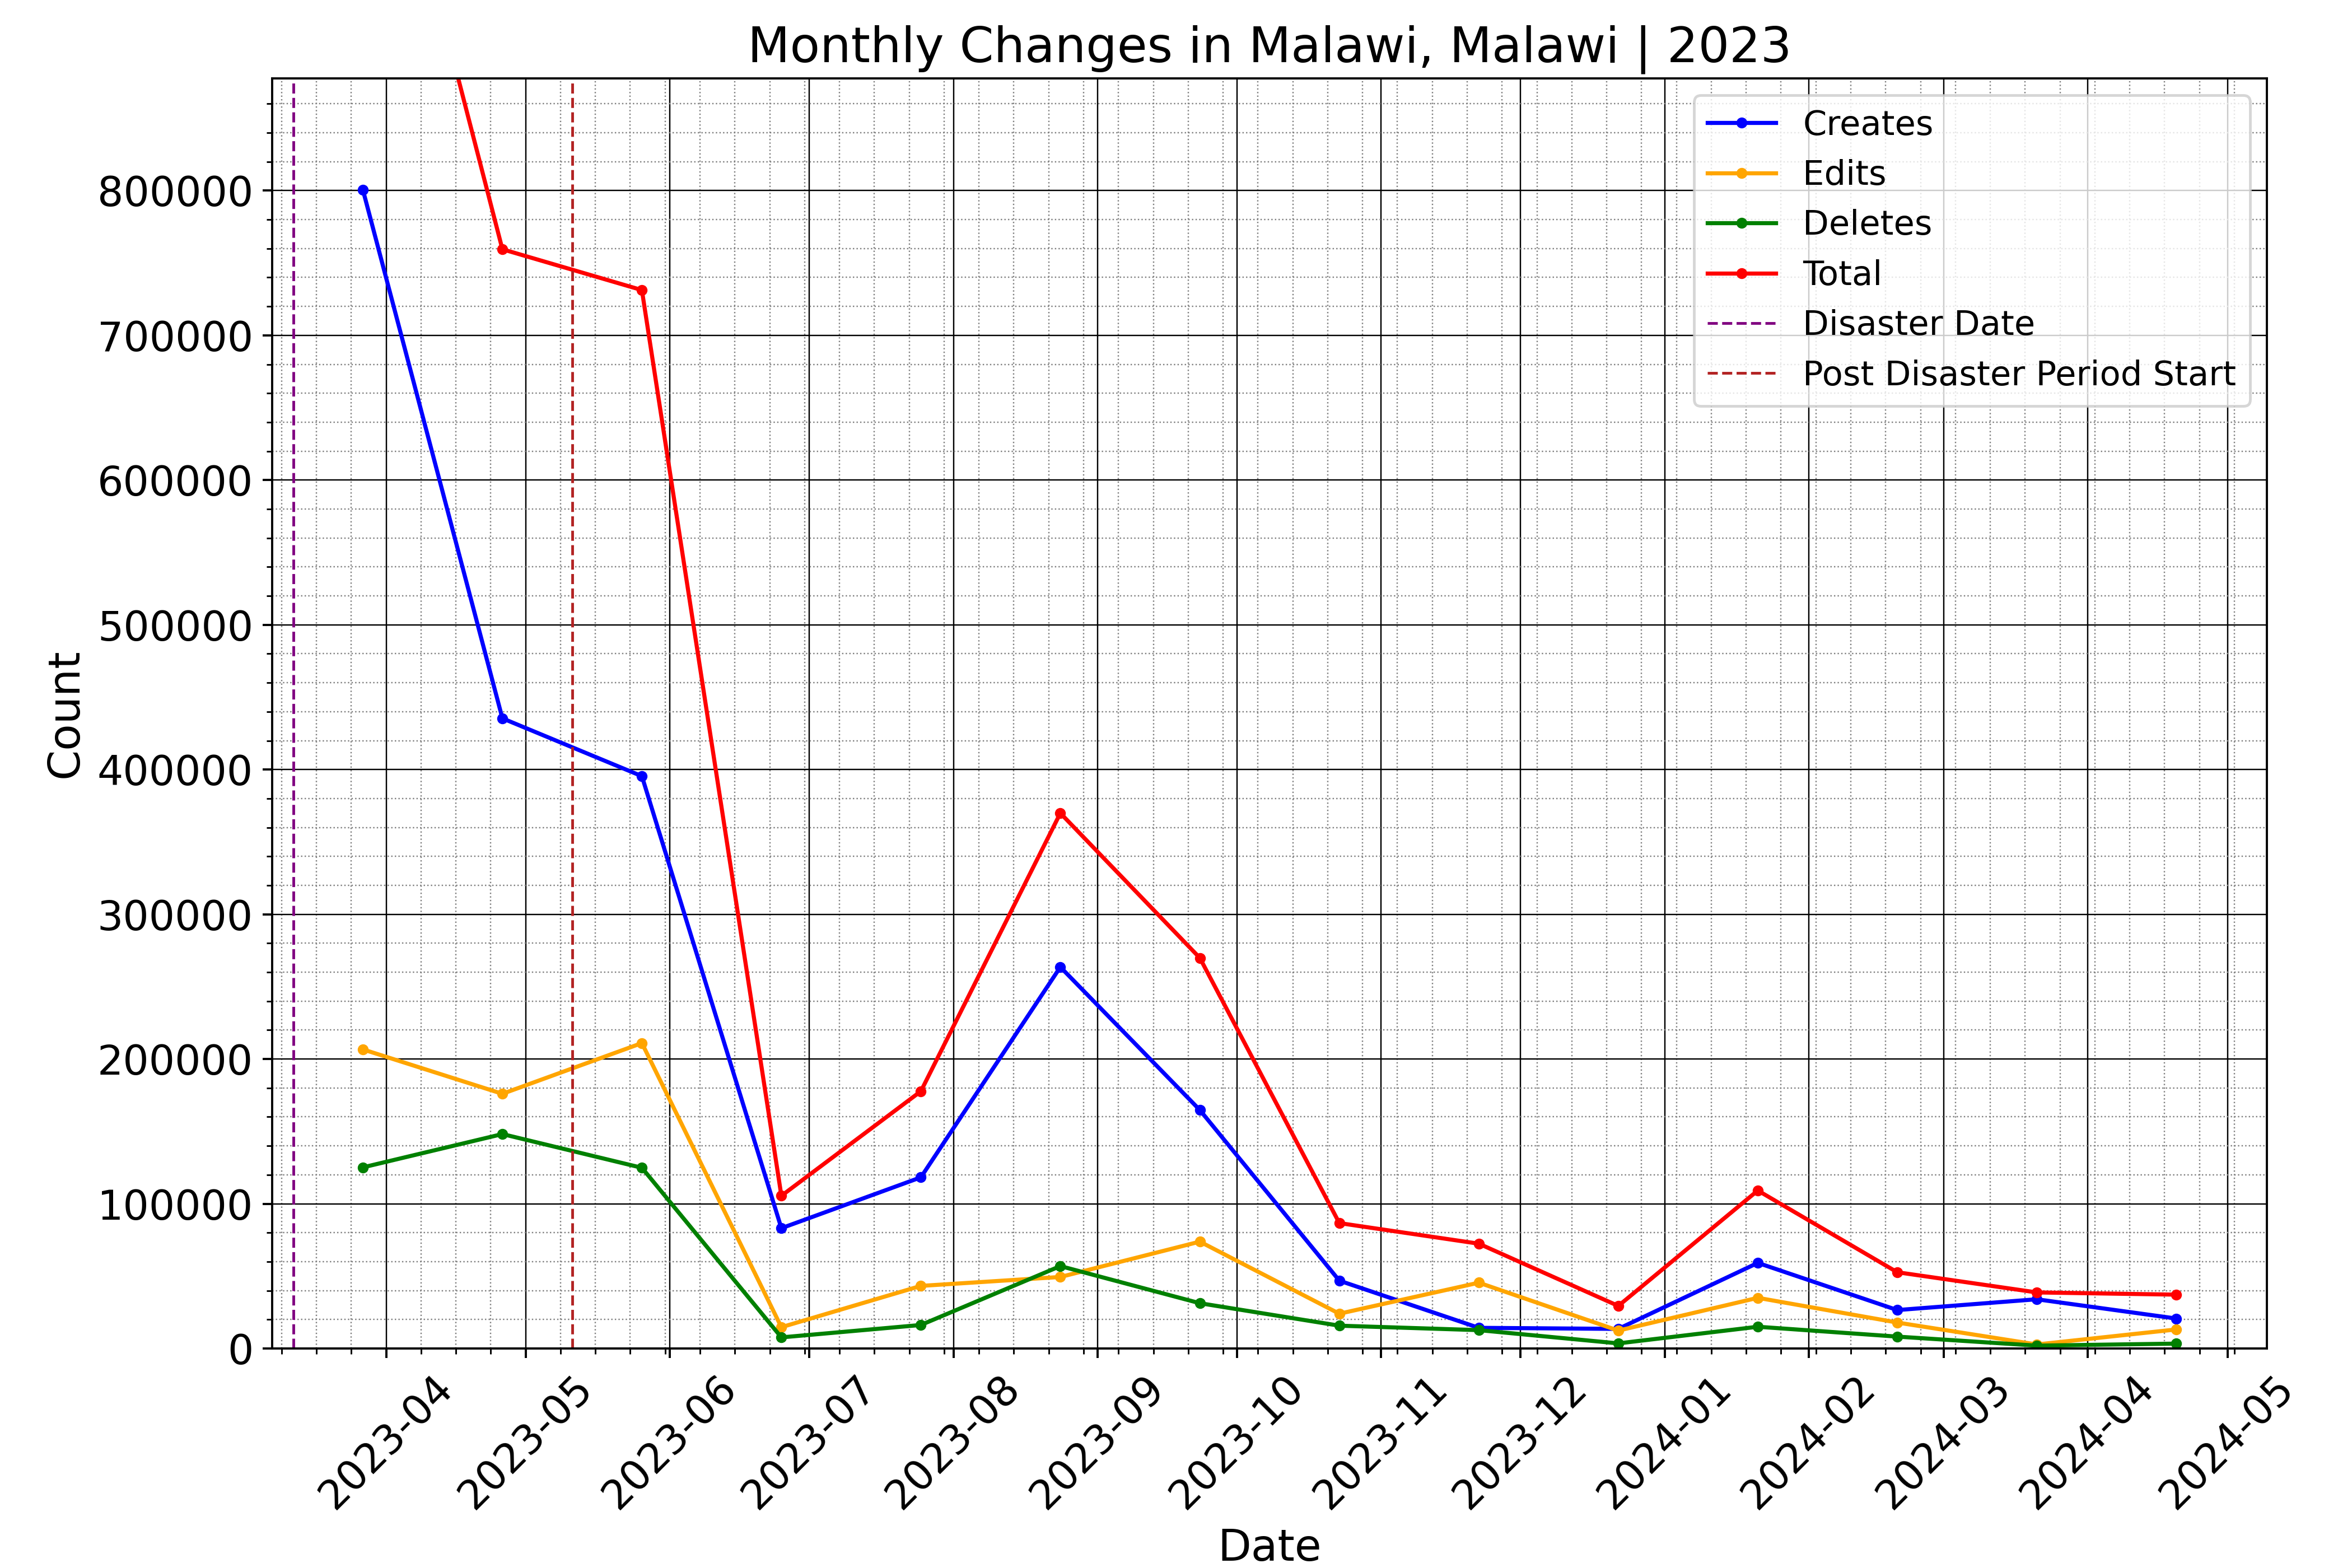 Monthly Changes in Malawi, Malawi | 2023
Creates
Edits
Deletes
Total
Disaster Date
Post Disaster Period Start
Count
800000
700000
600000
500000
400000
300000
200000
100000
0
2023-04
2023-05
2023-06
2023-07
2023-08
2023-09
2023-10
2023-11
2023-12
2024-01
2024-02
2024-03
2024-04
2024-05
Date